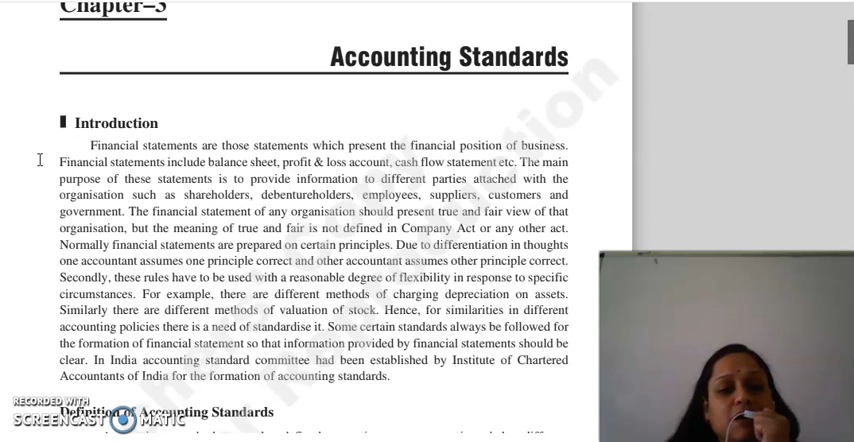 Chapter–3
Accounting Standards
Introduction
Financial statements are those statements which present the financial position of business.
Financial statements include balance sheet, profit & loss account, cash flow statement etc. The main
purpose of these statements is to provide information to different parties attached with the
organisation such as shareholders, debentureholders, employees, suppliers, customers and
government. The financial statement of any organisation should present true and fair view of that
organisation, but the meaning of true and fair is not defined in Company Act or any other act.
Normally financial statements are prepared on certain principles. Due to differentiation in thoughts
one accountant assumes one principle correct and other accountant assumes other principle correct.
Secondly, these rules have to be used with a reasonable degree of flexibility in response to specific
circumstances. For example, there are different methods of charging depreciation on assets.
Similarly there are different methods of valuation of stock. Hence, for similarities in different
accounting policies there is a need of standardise it. Some certain standards always be followed for
the formation of financial statement so that information provided by financial statements should be
clear. In India accounting standard committee had been established by Institute of Chartered
Accountants of India for the formation of accounting standards.
Definition of Accounting Standards
RECORDED WITH
SCREENCAST MATIC